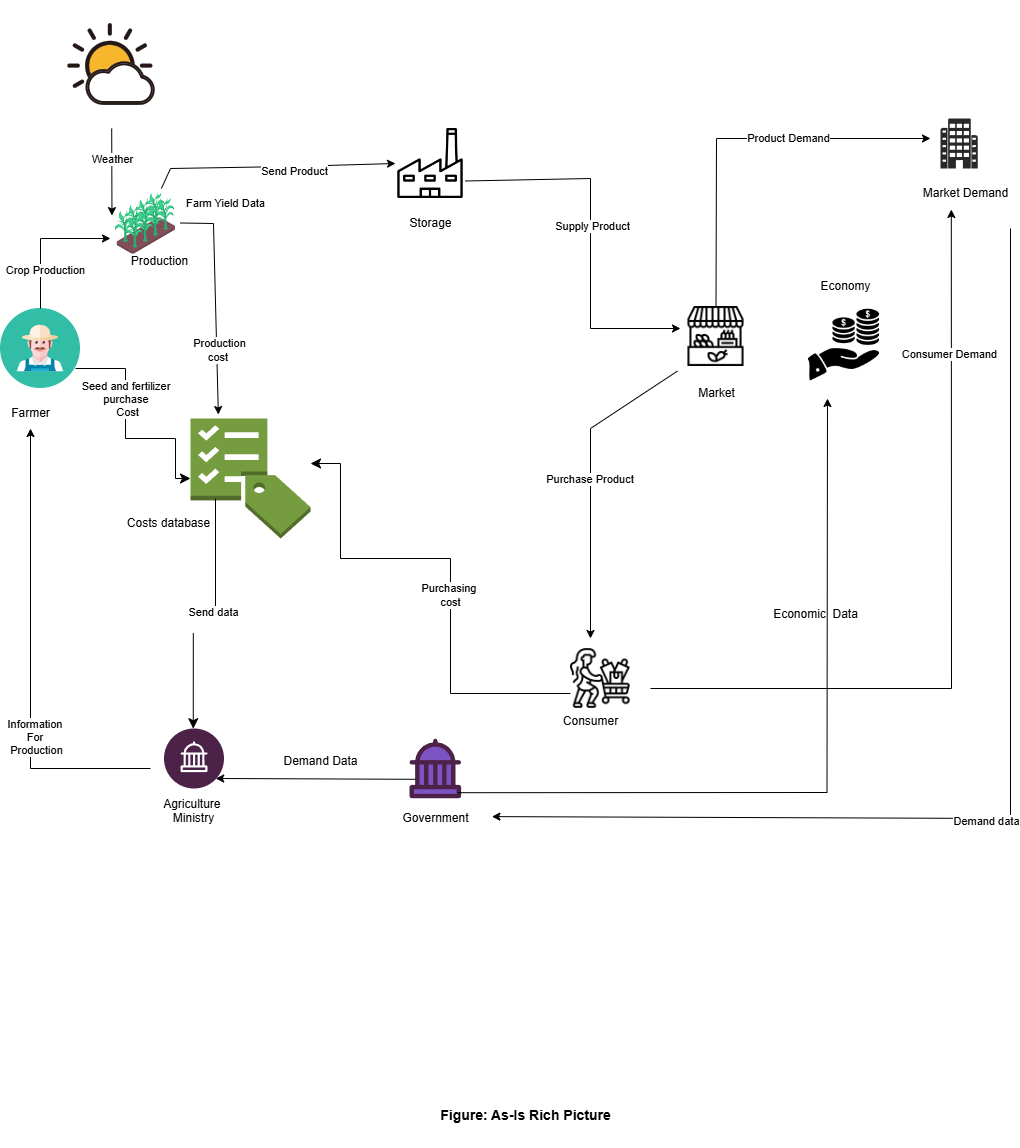 Weather
Product Demand
Send Product
Market Demand
Farm Yield Data
Storage
Supply Product
Production
Crop Production
Economy
Production
cost
Consumer Demand
Seed and fertilizer
purchase
Cost
Market
Farmer
Purchase Product
Costs database
Purchasing
cost
Send data
Economic Data
Consumer
Information
For
Production
Demand Data
Agriculture
Ministry
Government
Demand data
Figure: As-Is Rich Picture